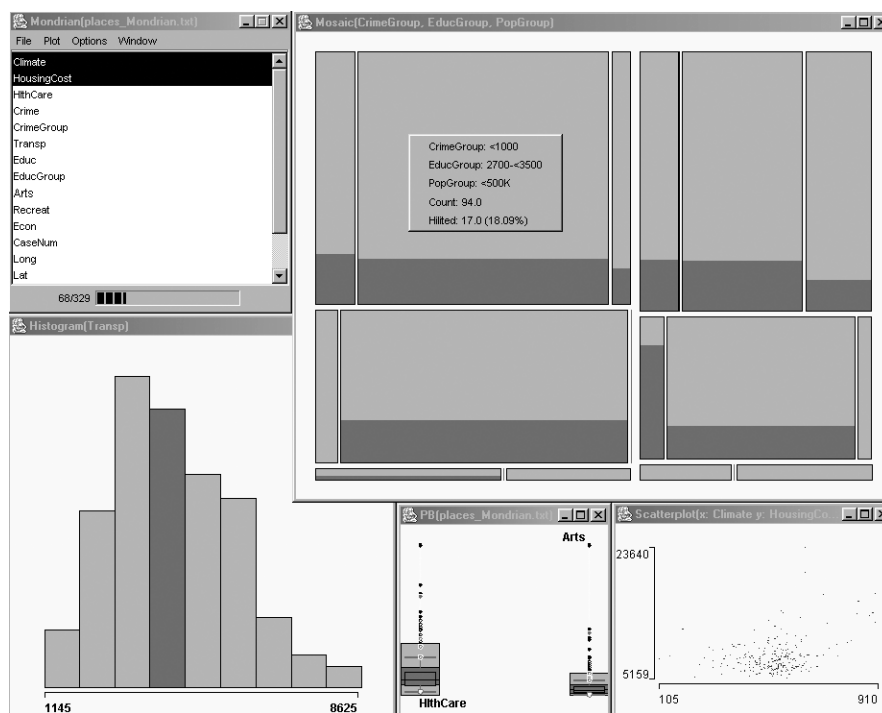 Mondrian(places_Mondrian.txt)
File Plot Options Window
Climate
HousingCost
HlthCare
Crime
CrimeGroup
Transp
Educ
EducGroup
Arts
Recreat
Econ
CaseNum
Long
Lat
68/329
Mosaic(CrimeGroup, EducGroup, PopGroup)
CrimeGroup: <1000
EducGroup: 2700-<3500
PopGroup: <500K
Count: 94.0
Hilited: 17.0 (18.09%)
Histogram(Transp)
1145 8625
PB(places_Mondrian.txt)
Arts
HlthCare
Scatterplot(x: Climate y: HousingCo...
23640
5159
105 910